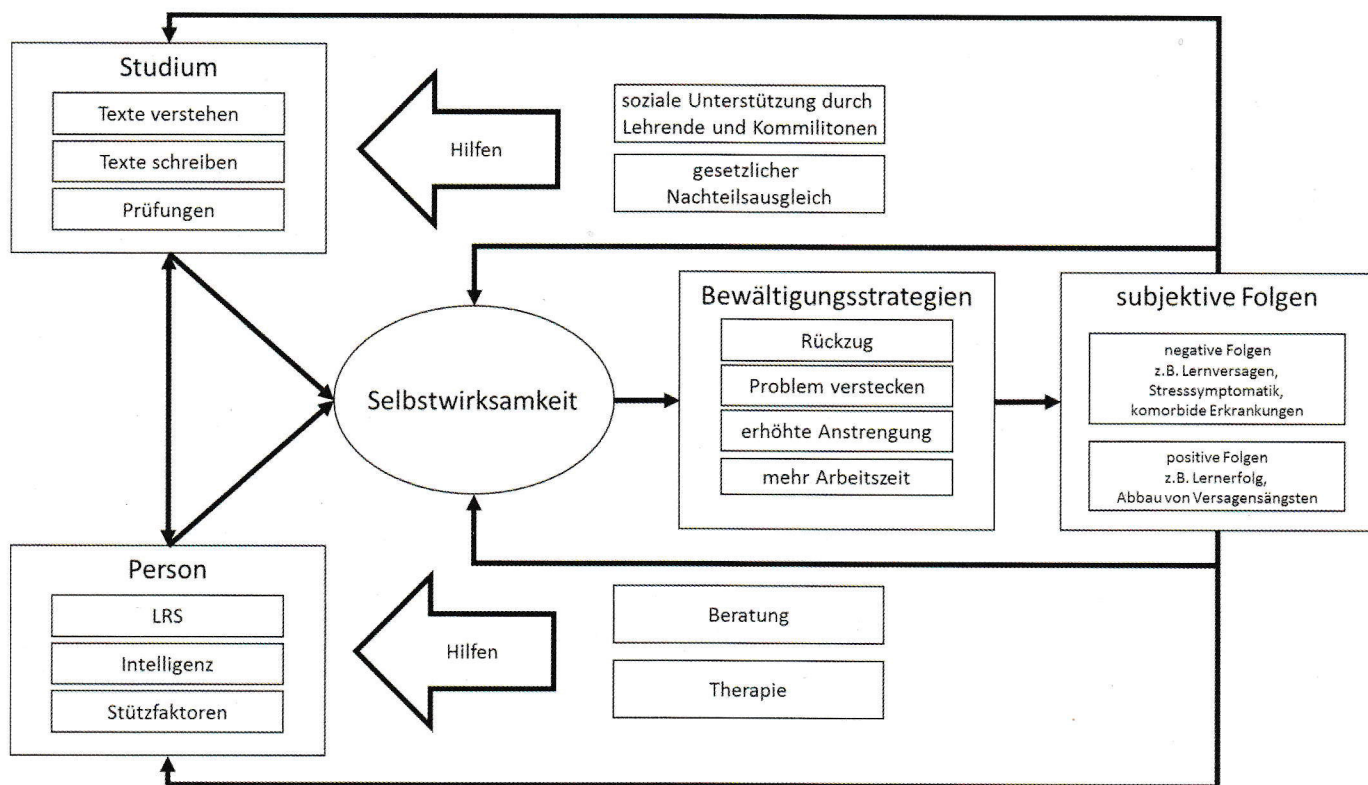 Studium
Texte verstehen
Texte schreiben
Prüfungen
Hilfen
soziale Unterstützung durch
Lehrende und Kommilitonen
gesetzlicher
Nachteilsausgleich
Selbstwirksamkeit
Bewältigungsstrategien
Rückzug
Problem verstecken
erhöhte Anstrengung
mehr Arbeitszeit
subjektive Folgen
negative Folgen
z.B. Lernversagen,
Stresssymptomatik,
komorbide Erkrankungen
positive Folgen
z.B. Lernerfolg,
Abbau von Versagensängsten
Person
LRS
Intelligenz
Stützfaktoren
Hilfen
Beratung
Therapie